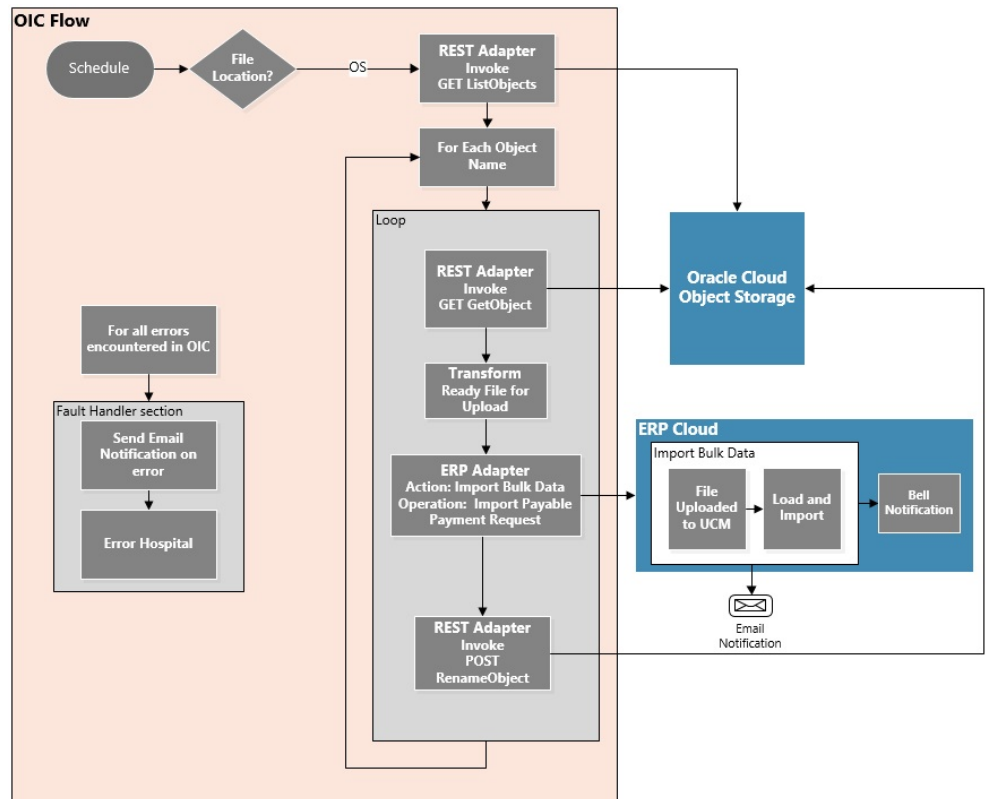 OIC Flow
Schedule
File
Location?
OS
REST Adapter
Invoke
GET ListObjects
For Each Object
Name
Loop
REST Adapter
Invoke
GET GetObject
Oracle Cloud
Object Storage
For all errors
encountered in OIC
Transform
Ready File for
Upload
Fault Handler section
Send Email
Notification on
error
Error Hospital
ERP Adapter
Action: Import Bulk Data
Operation: Import Payable
Payment Request
ERP Cloud
Import Bulk Data
File
Uploaded
to UCM
Load and
Import
Bell
Notification
Email
Notification
REST Adapter
Invoke
POST
RenameObject